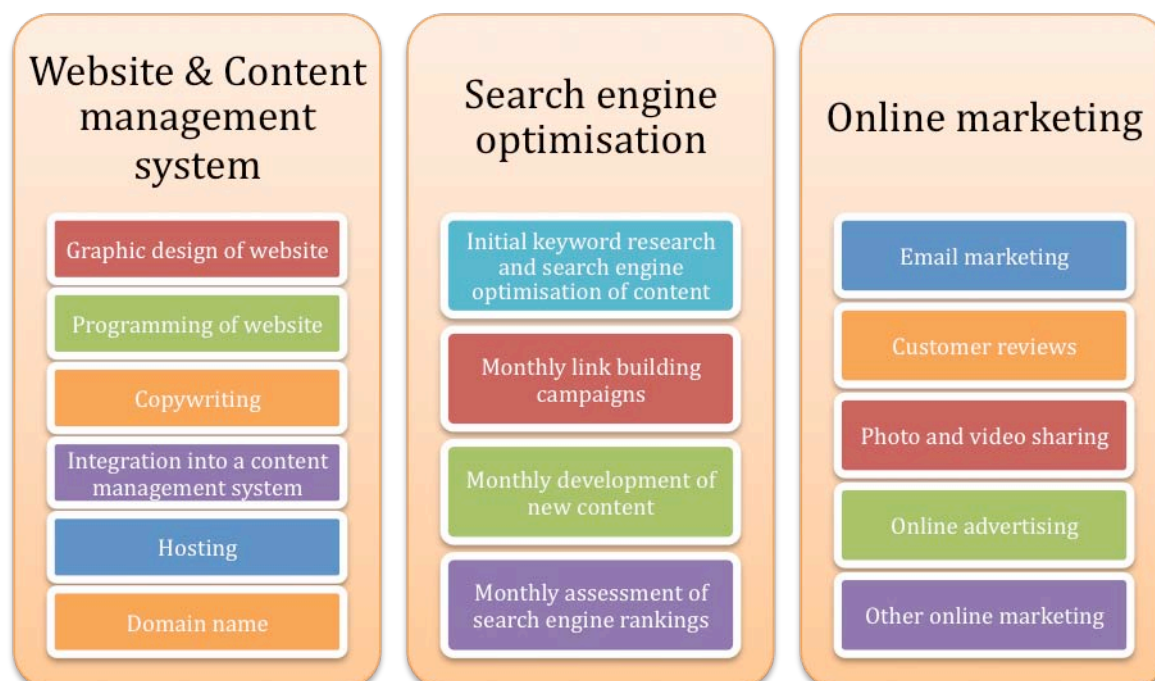 Website & Content
management
system
Graphic design of website
Programming of website
Copywriting
Integration into a content
management system
Hosting
Domain name
Search engine
optimisation
Initial keyword research
and search engine
optimisation of content
Monthly link building
campaigns
Monthly development of
new content
Monthly assessment of
search engine rankings
Online marketing
Email marketing
Customer reviews
Photo and video sharing
Online advertising
Other online marketing